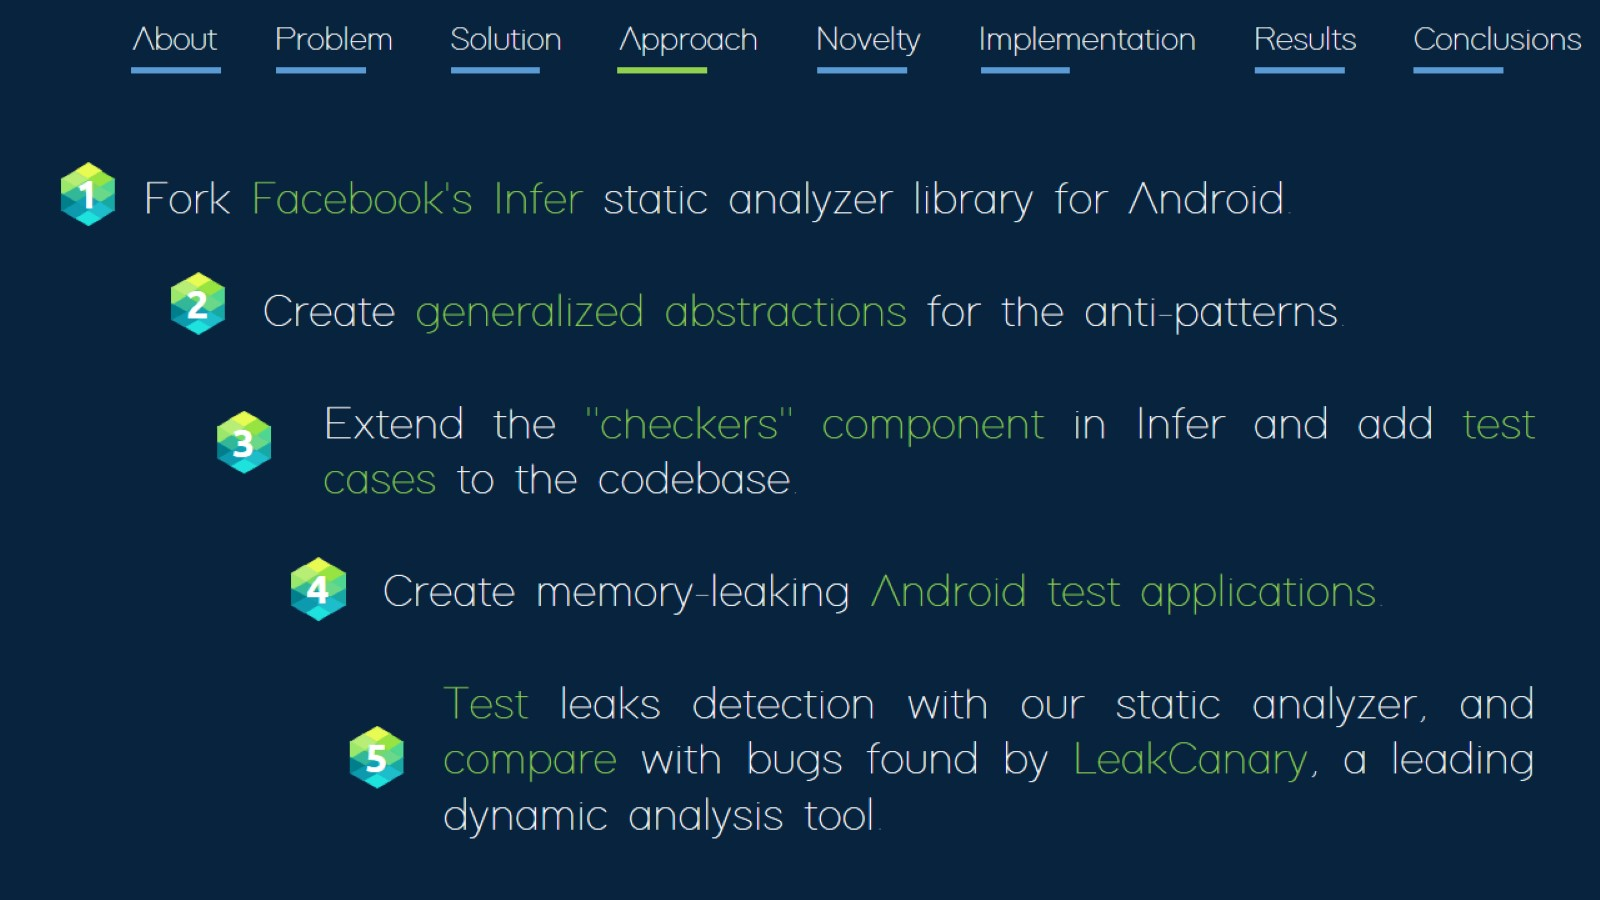 About Problem Solution Approach Novelty Implementation Results Conclusions
1 Fork Facebook's Infer static analyzer library for Android.
2 Create generalized abstractions for the anti-patterns.
3 Extend the "checkers" component in Infer and add test
cases to the codebase.
4 Create memory-leaking Android test applications.
Test leaks detection with our static analyzer, and
5 compare with bugs found by LeakCanary, a leading
dynamic analysis tool.